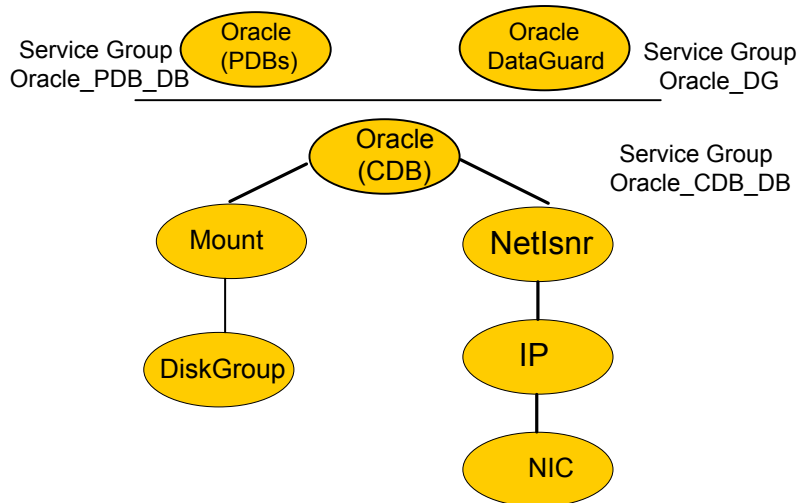 Service Group
Oracle_PDB_DB
Oracle
(PDBs)
Oracle
DataGuard
Service Group
Oracle_DG
Oracle
(CDB)
Service Group
Oracle_CDB_DB
Mount
Netlsnr
DiskGroup
IP
NIC